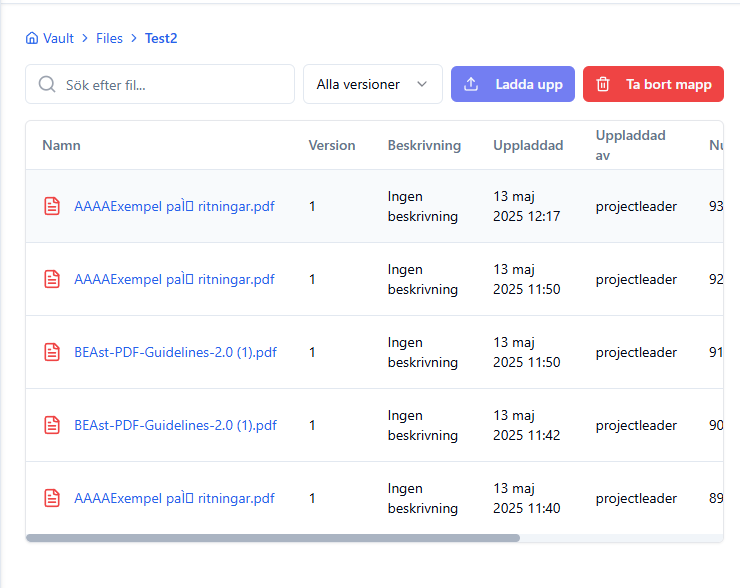 Vault > Files > Test2
Sök efter fil...
Alla versioner
Ladda upp
Ta bort mapp
Namn Version Beskrivning Uppladdad Uppladdad av Nu
AAAAExempel paÌ ritningar.pdf 1 Ingen beskrivning 13 maj 2025 12:17 projectleader 93
AAAAExempel paÌ ritningar.pdf 1 Ingen beskrivning 13 maj 2025 11:50 projectleader 92
BEAst-PDF-Guidelines-2.0 (1).pdf 1 Ingen beskrivning 13 maj 2025 11:50 projectleader 91
BEAst-PDF-Guidelines-2.0 (1).pdf 1 Ingen beskrivning 13 maj 2025 11:42 projectleader 90
AAAAExempel paÌ ritningar.pdf 1 Ingen beskrivning 13 maj 2025 11:40 projectleader 89